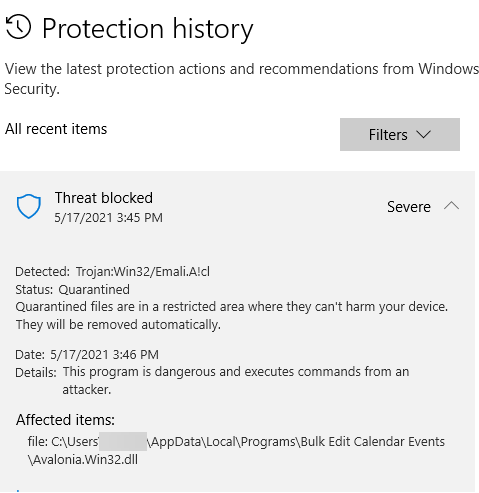 Protection history
View the latest protection actions and recommendations from Windows
Security.
All recent items
Filters
Threat blocked
5/17/2021 3:45 PM
Severe
Detected: Trojan:Win32/Emali.A!cl
Status: Quarantined
Quarantined files are in a restricted area where they can't harm your device.
They will be removed automatically.
Date: 5/17/2021 3:46 PM
Details: This program is dangerous and executes commands from an
attacker.
Affected items:
file: C:\Users\ \AppData\Local\Programs\Bulk Edit Calendar Events
\Avalonia.Win32.dll